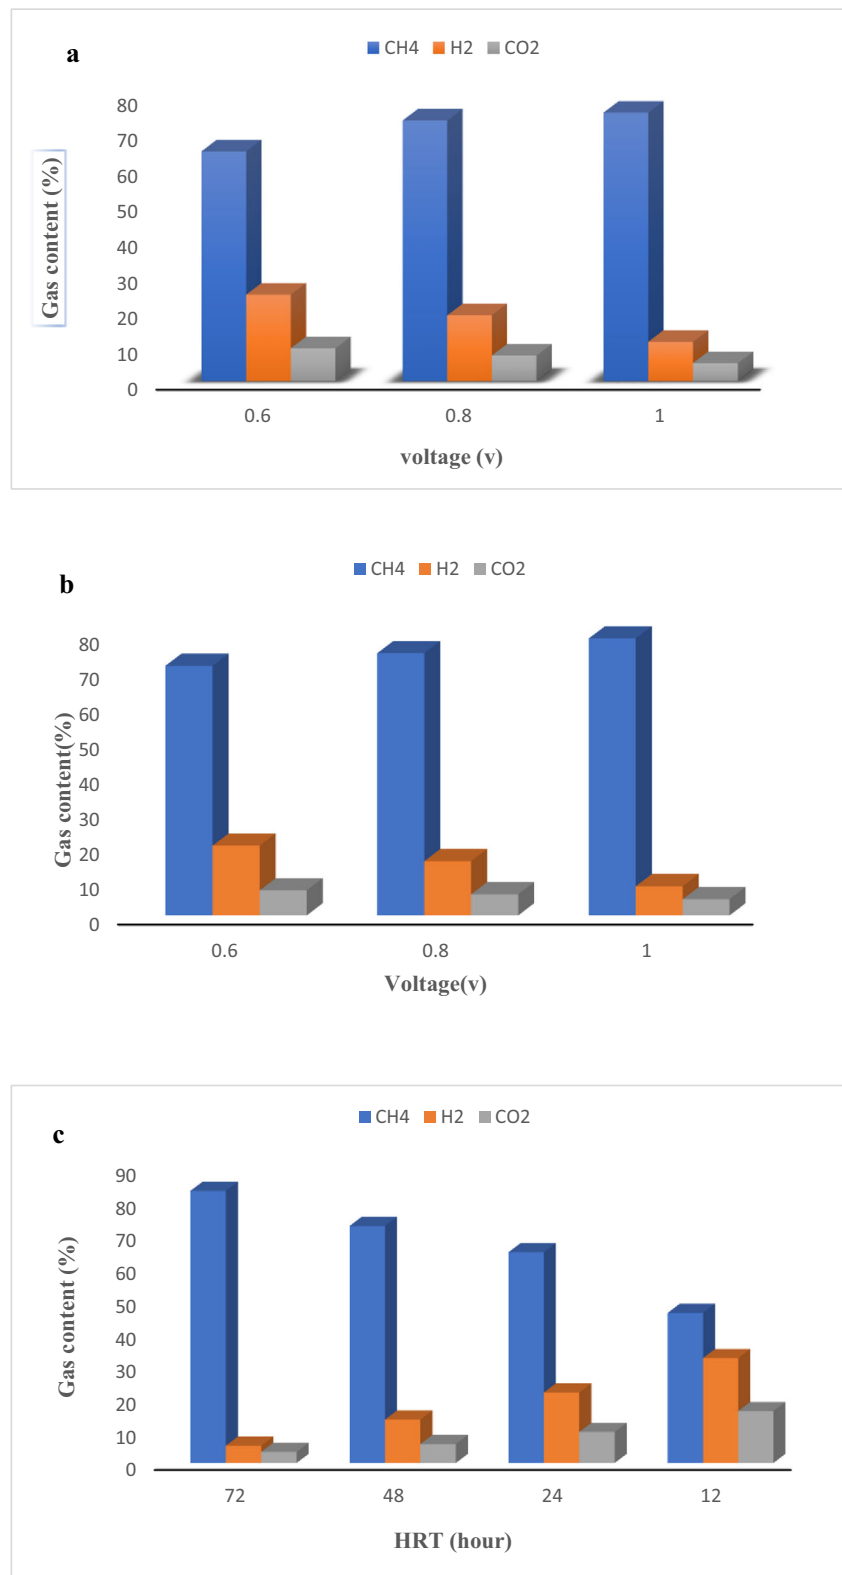 a
CH4 H2 CO2
80
70
60
50
40
30
20
10
0
Gas content (%)
0.6 0.8 1
voltage (v)
b
CH4 H2 CO2
80
70
60
50
40
30
20
10
0
Gas content(%)
0.6 0.8 1
Voltage(v)
c
CH4 H2 CO2
90
80
70
60
50
40
30
20
10
0
Gas content (%)
72 48 24 12
HRT (hour)